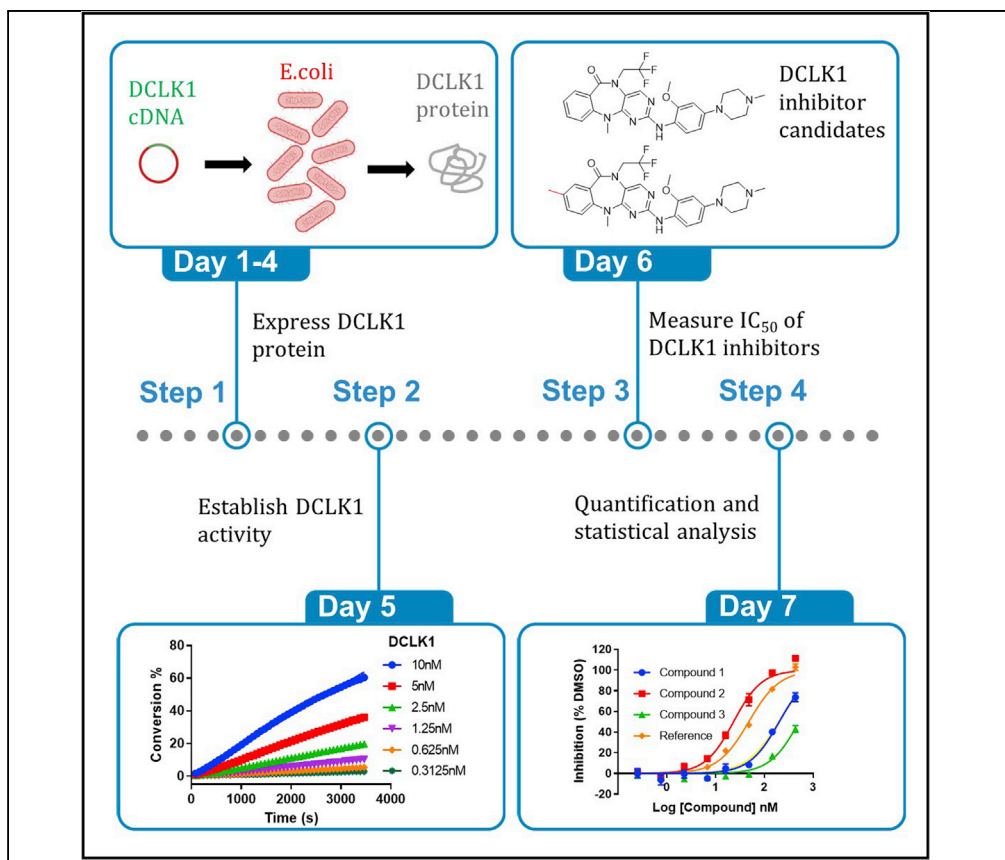 DCLK1
cDNA
E.coli
DCLK1
protein
Day 1-4
O
N
F
F
F
N
N
N
N
H
O
N
N
DCLK1
inhibitor
candidates
O
N
F
F
F
N
N
N
N
H
O
N
N
Day 6
Express DCLK1
protein
Measure IC50 of
DCLK1 inhibitors
Step 1
Step 2
Step 3
Step 4
Establish DCLK1
activity
Quantification and
statistical analysis
Day 5
Conversion %
80
60
40
20
0
0
1000
2000
3000
4000
Time (s)
DCLK1
10nM
5nM
2.5nM
1.25nM
0.625nM
0.3125nM
Day 7
Inhibition (% DMSO)
120
100
80
60
40
20
0
-20
-1
0
1
2
3
Log [Compound] nM
Compound 1
Compound 2
Compound 3
Reference